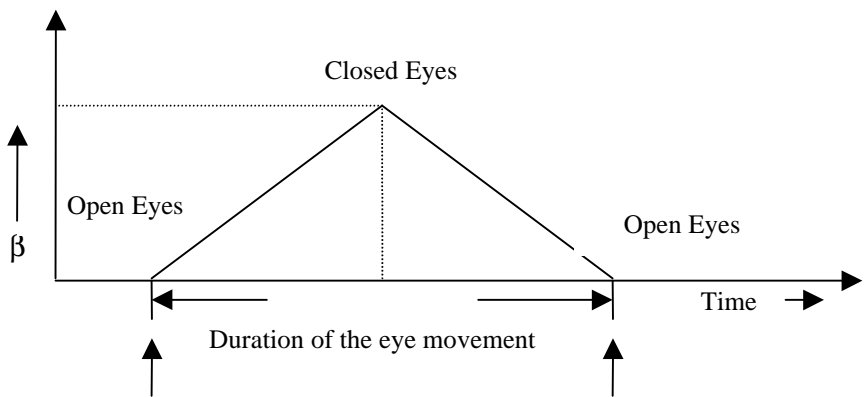 Closed Eyes
Open Eyes
β
Open Eyes
Time
Duration of the eye movement